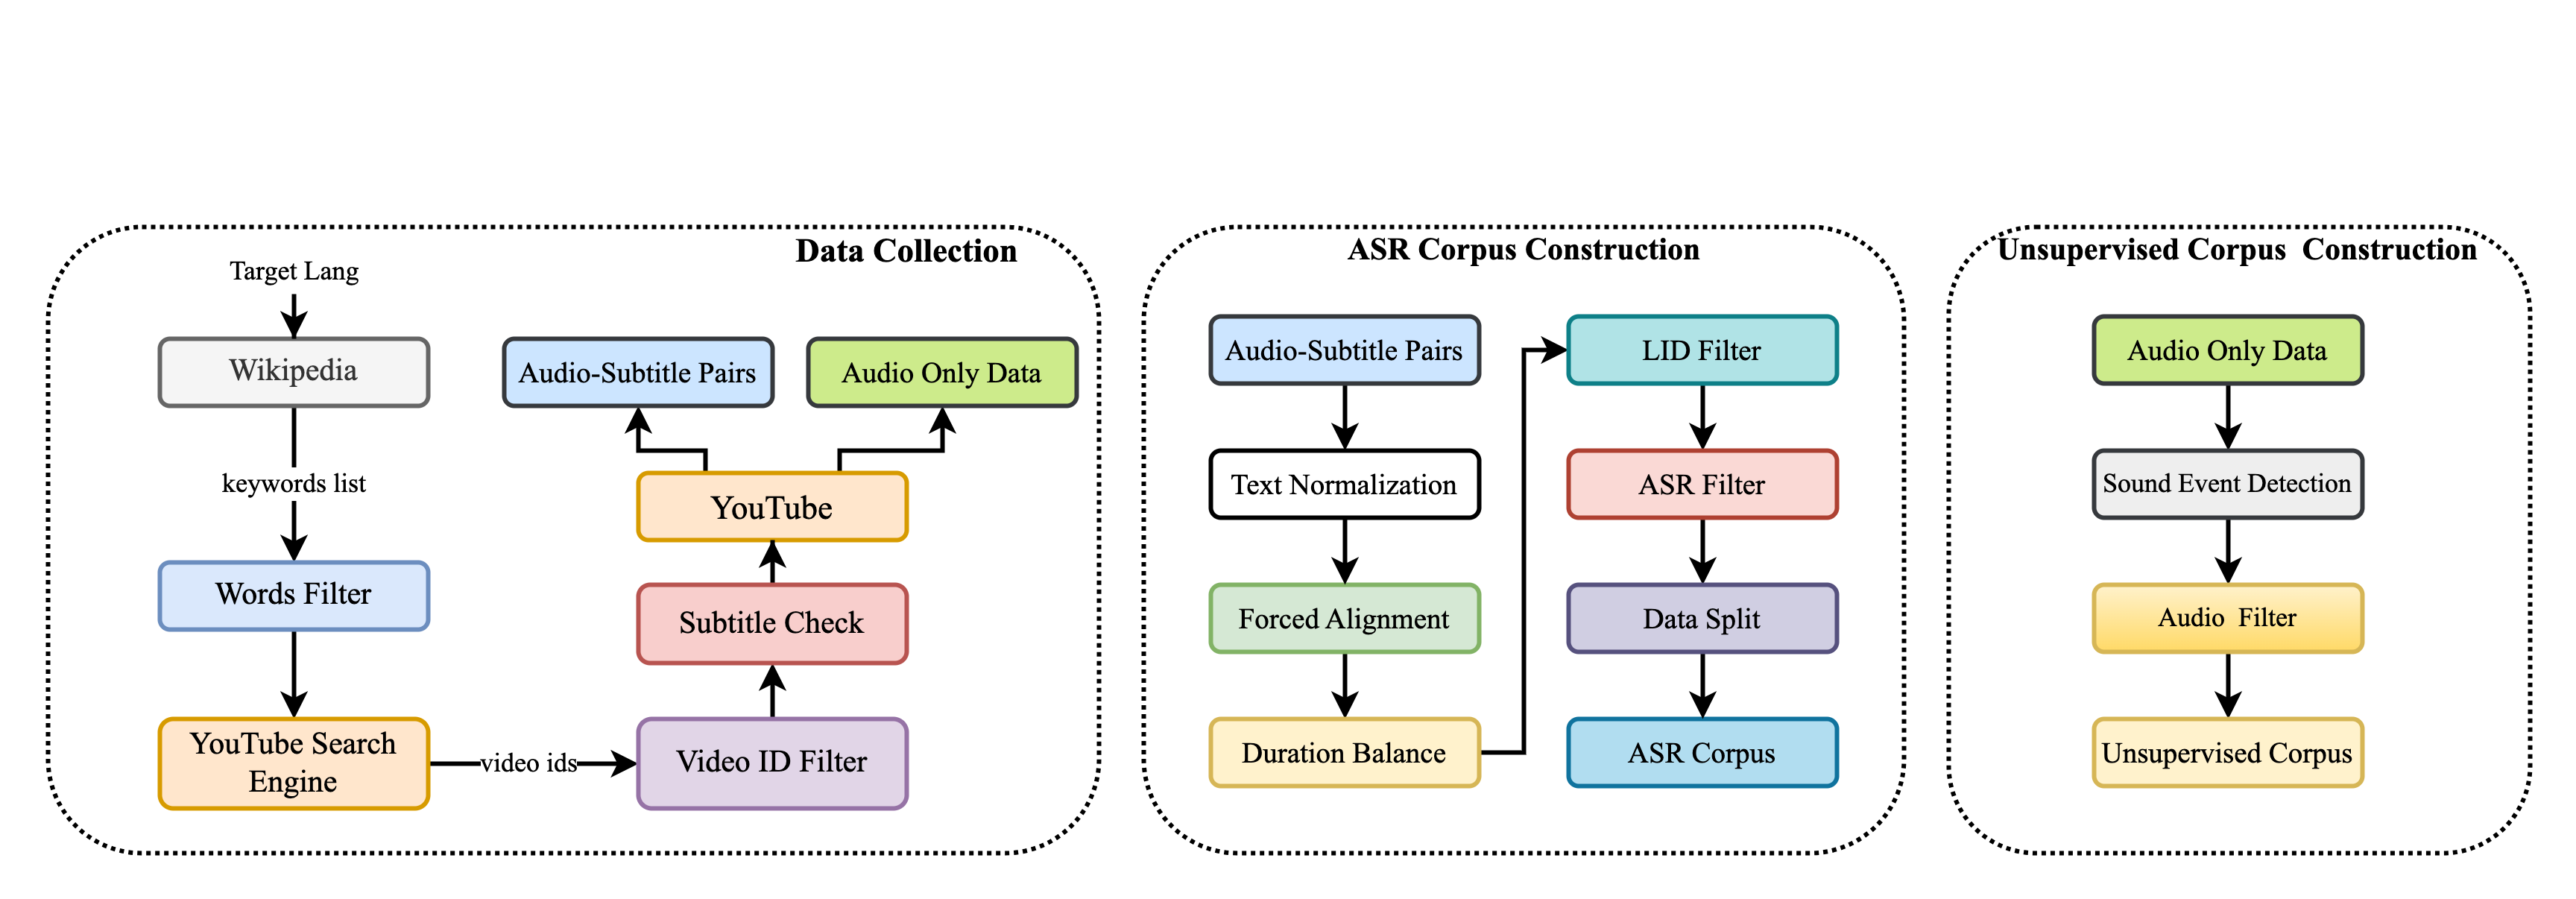 Data Collection
Target Lang
Wikipedia
keywords list
Words Filter
YouTube Search
Engine
video ids
Video ID Filter
Subtitle Check
YouTube
Audio-Subtitle Pairs
Audio Only Data
ASR Corpus Construction
Audio-Subtitle Pairs
Text Normalization
Forced Alignment
Duration Balance
LID Filter
ASR Filter
Data Split
ASR Corpus
Unsupervised Corpus  Construction
Audio Only Data
Sound Event Detection
Audio  Filter
Unsupervised Corpus